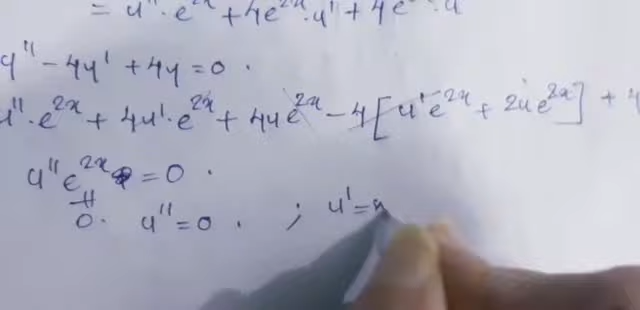 = u''·e^{2x} + 4e^{2x}·u' + 4e · u
y'' - 4y' + 4y = 0 .
u''·e^{2x} + 4u'·e^{2x} + 4ue^{2x} - 4[u'e^{2x} + 2ue^{2x}] + 4
u''e^{2x} = 0 .
0. u''=0 . ; u'=